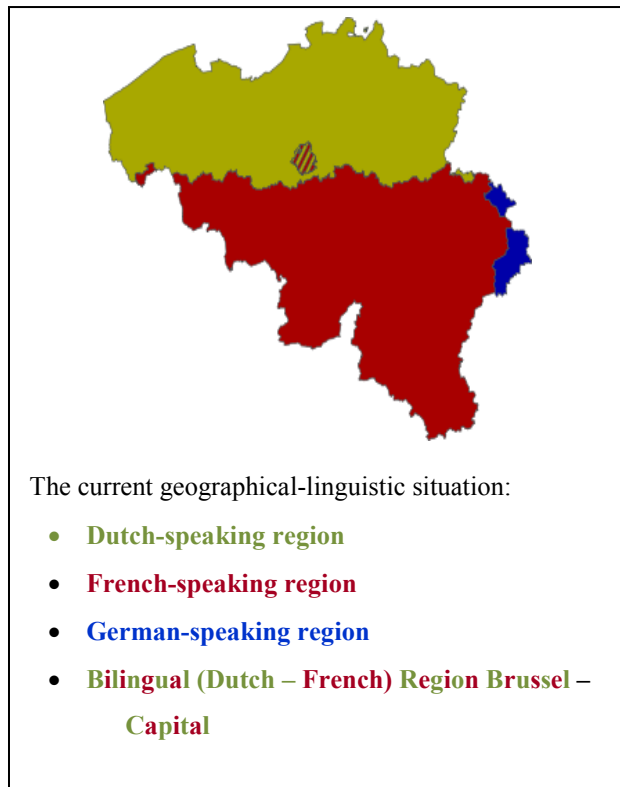 The current geographical-linguistic situation:
• Dutch-speaking region
• French-speaking region
• German-speaking region
• Bilingual (Dutch – French) Region Brussel –
Capital